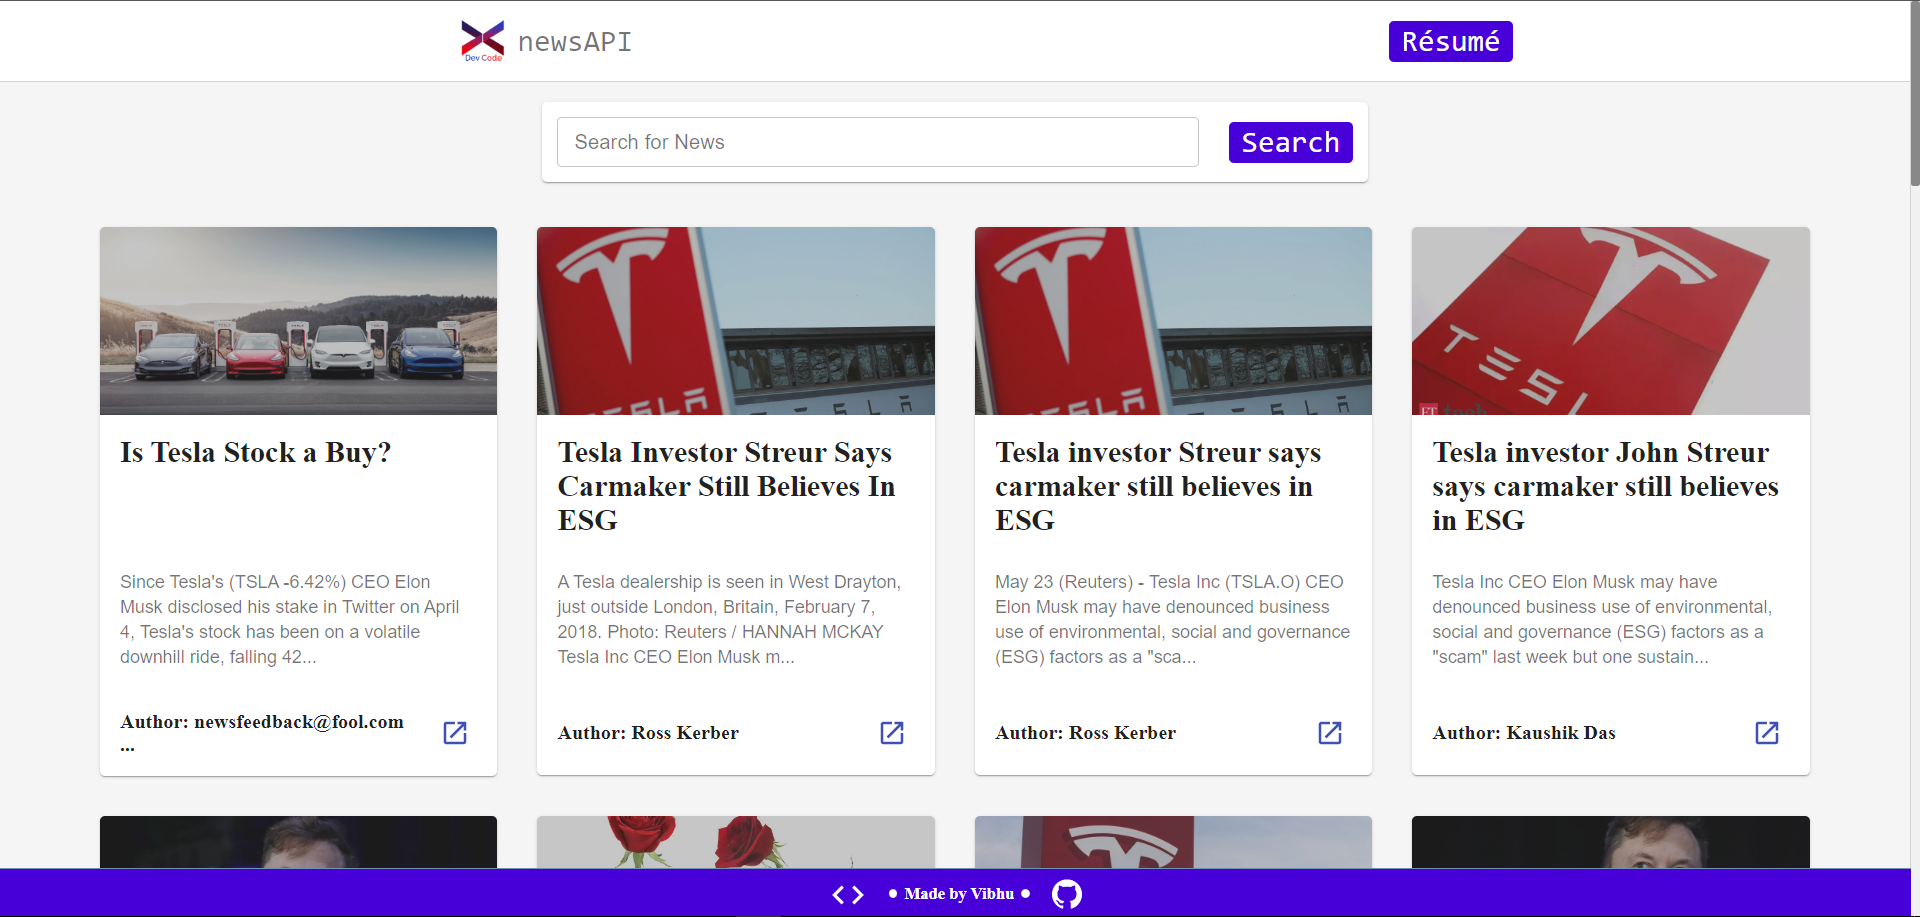 Dev Code
newsAPI
Résumé
Search for News
Search
TESLA
TESLA
TESLA
TESLA
TESL
ET tech
Is Tesla Stock a Buy?
Since Tesla's (TSLA -6.42%) CEO Elon
Musk disclosed his stake in Twitter on April
4, Tesla's stock has been on a volatile
downhill ride, falling 42...
Author: newsfeedback@fool.com
...
Tesla Investor Streur Says
Carmaker Still Believes In
ESG
A Tesla dealership is seen in West Drayton,
just outside London, Britain, February 7,
2018. Photo: Reuters / HANNAH MCKAY
Tesla Inc CEO Elon Musk m...
Author: Ross Kerber
Tesla investor Streur says
carmaker still believes in
ESG
May 23 (Reuters) - Tesla Inc (TSLA.O) CEO
Elon Musk may have denounced business
use of environmental, social and governance
(ESG) factors as a "sca...
Author: Ross Kerber
Tesla investor John Streur
says carmaker still believes
in ESG
Tesla Inc CEO Elon Musk may have
denounced business use of environmental,
social and governance (ESG) factors as a
"scam" last week but one sustain...
Author: Kaushik Das
• Made by Vibhu •